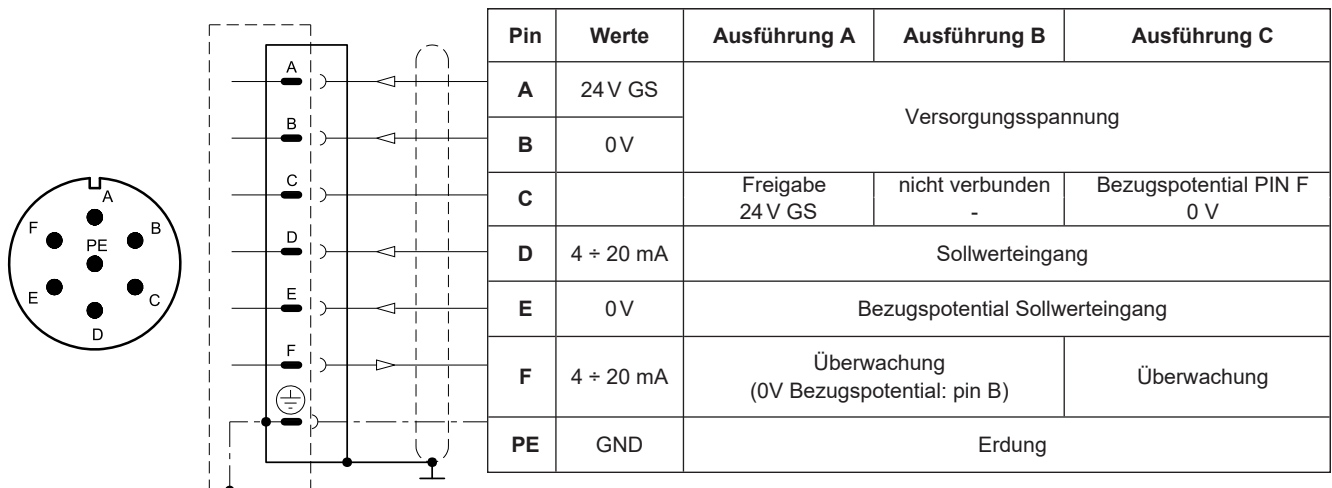 A
F
B
PE
E
C
D
A
B
C
D
E
F
Pin Werte Ausführung A Ausführung B Ausführung C
A 24 V GS Versorgungsspannung
B 0 V
C Freigabe nicht verbunden Bezugspotential PIN F
24 V GS - 0 V
D 4 ÷ 20 mA Sollwerteingang
E 0 V Bezugspotential Sollwerteingang
F 4 ÷ 20 mA Überwachung
(0V Bezugspotential: pin B) Überwachung
PE GND Erdung